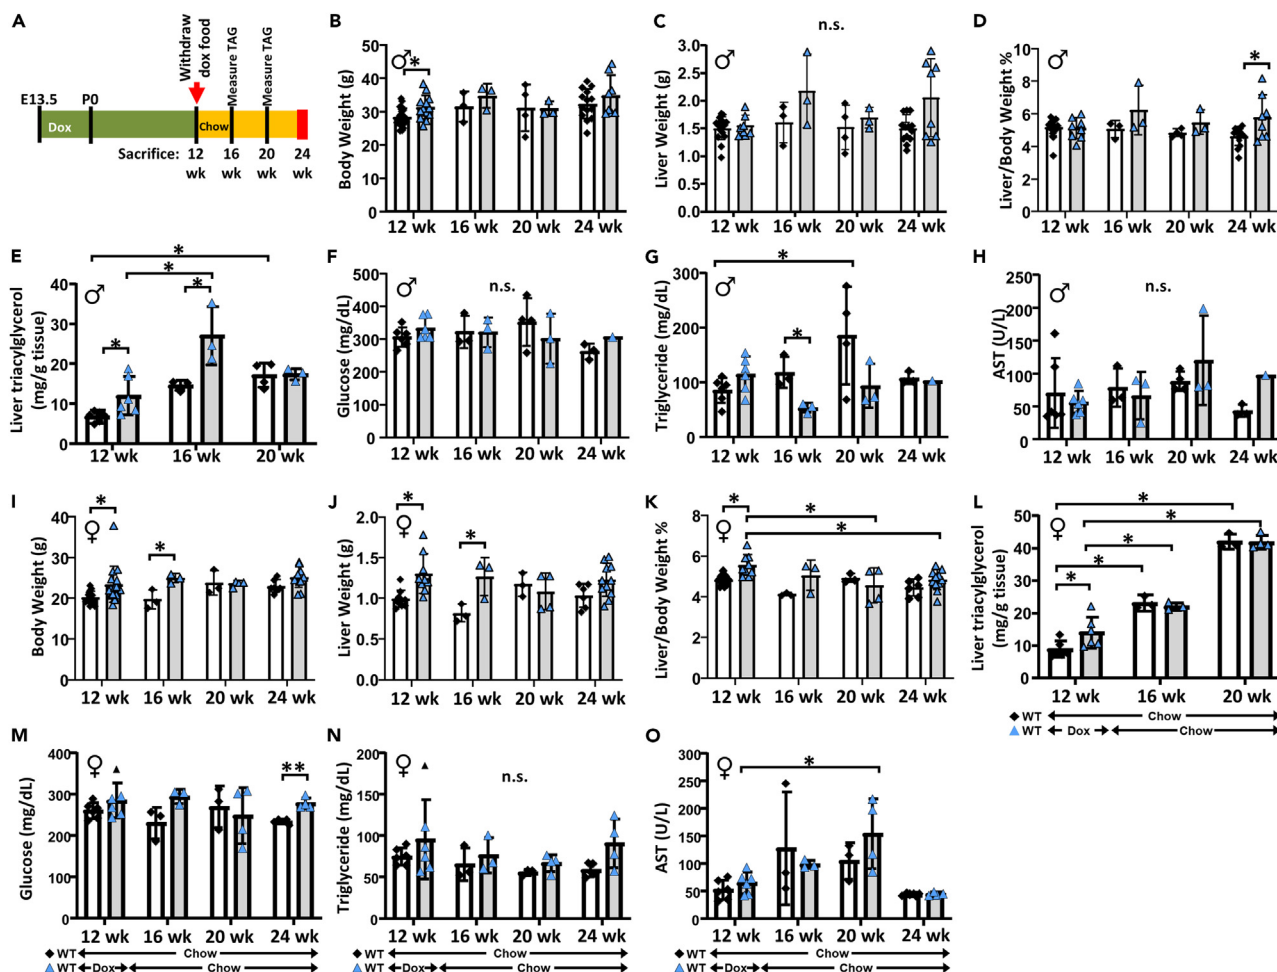 A
Withdraw
dox food
Measure TAG
Measure TAG
E13.5
P0
Dox
Chow
Sacrifice:
12 16 20 24
wk wk wk wk
B
♂
*
Body Weight (g)
50
40
30
20
10
0
12 wk 16 wk 20 wk 24 wk
C
♂
n.s.
Liver Weight (g)
3.0
2.5
2.0
1.5
1.0
0.5
0.0
12 wk 16 wk 20 wk 24 wk
D
♂
*
Liver/Body Weight %
10
8
6
4
2
0
12 wk 16 wk 20 wk 24 wk
E
♂
*
*
*
*
Liver triacylglycerol
(mg/g tissue)
40
30
20
10
0
12 wk 16 wk 20 wk
F
♂
n.s.
Glucose (mg/dL)
500
400
300
200
100
0
12 wk 16 wk 20 wk 24 wk
G
♂
*
*
Triglyceride (mg/dL)
300
200
100
0
12 wk 16 wk 20 wk 24 wk
H
♂
n.s.
AST (U/L)
250
200
150
100
50
0
12 wk 16 wk 20 wk 24 wk
I
♀
*
*
Body Weight (g)
40
30
20
10
0
12 wk 16 wk 20 wk 24 wk
J
♀
*
*
Liver Weight (g)
2.0
1.5
1.0
0.5
0.0
12 wk 16 wk 20 wk 24 wk
K
♀
*
*
*
Liver/Body Weight %
8
6
4
2
0
12 wk 16 wk 20 wk 24 wk
L
♀
*
*
*
*
*
Liver triacylglycerol
(mg/g tissue)
50
40
30
20
10
0
12 wk 16 wk 20 wk
WT Chow
WT Dox Chow
M
♀
**
Glucose (mg/dL)
400
300
200
100
0
12 wk 16 wk 20 wk 24 wk
WT Chow
WT Dox Chow
N
♀
n.s.
Triglyceride (mg/dL)
200
150
100
50
0
12 wk 16 wk 20 wk 24 wk
Chow
Dox Chow
O
♀
*
AST (U/L)
300
250
200
150
100
50
0
12 wk 16 wk 20 wk 24 wk
WT Chow
WT Dox Chow